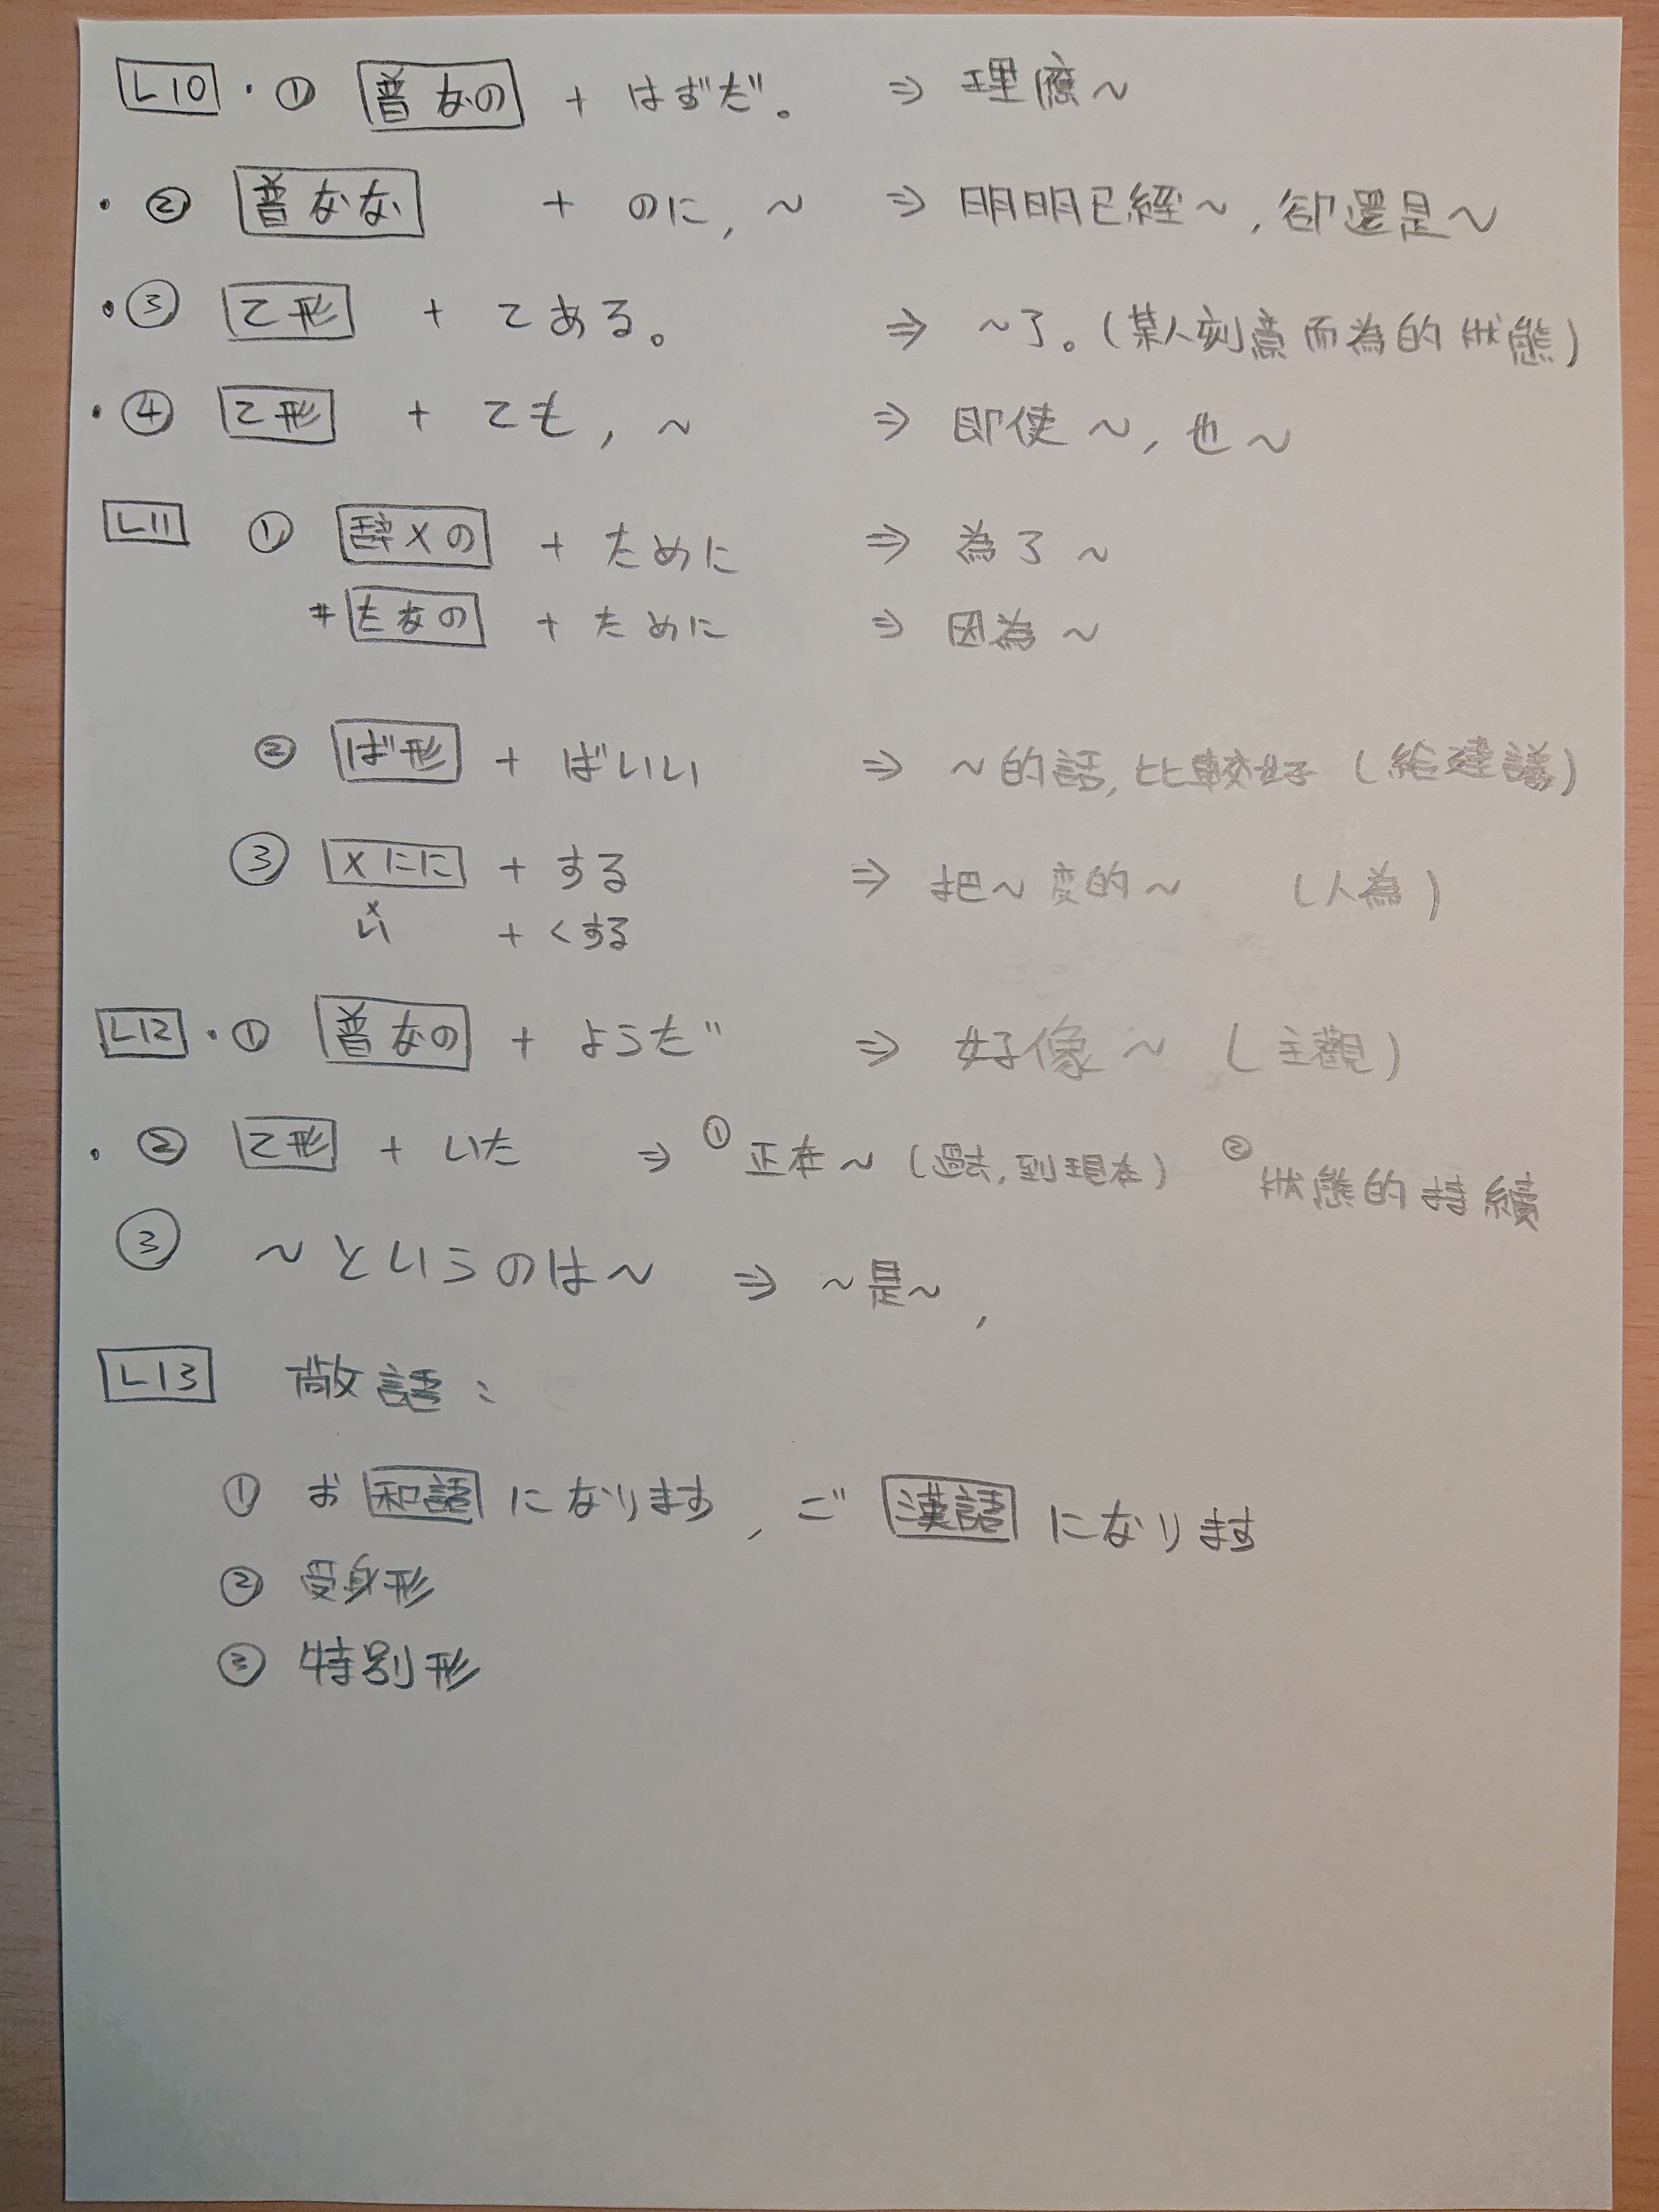 L10 · ① 普なの + はずだ。 ⇒ 理應~
· ② 普なな + のに, ~ ⇒ 明明已經~, 卻還是~
· ③ て形 + てある。 ⇒ ~了。(某人刻意而為的狀態)
· ④ て形 + ても, ~ ⇒ 即使~, 也~
L11 ① 辞×の + ために ⇒ 為了~
* たなの + ために ⇒ 因為~
② ば形 + ばいい ⇒ ~的話, 比較好 (給建議)
③ ×にに + する ⇒ 把~変的~ (人為)
い× + くする
L12 · ① 普なの + ようだ ⇒ 好像~ (主觀)
· ② て形 + いた ⇒ ① 正在~ (過去, 到現在) ② 狀態的持續
③ ~というのは~ ⇒ ~是~,
L13 敬語:
① お 和語 になります, ご 漢語 になります
② 受身形
③ 特別形